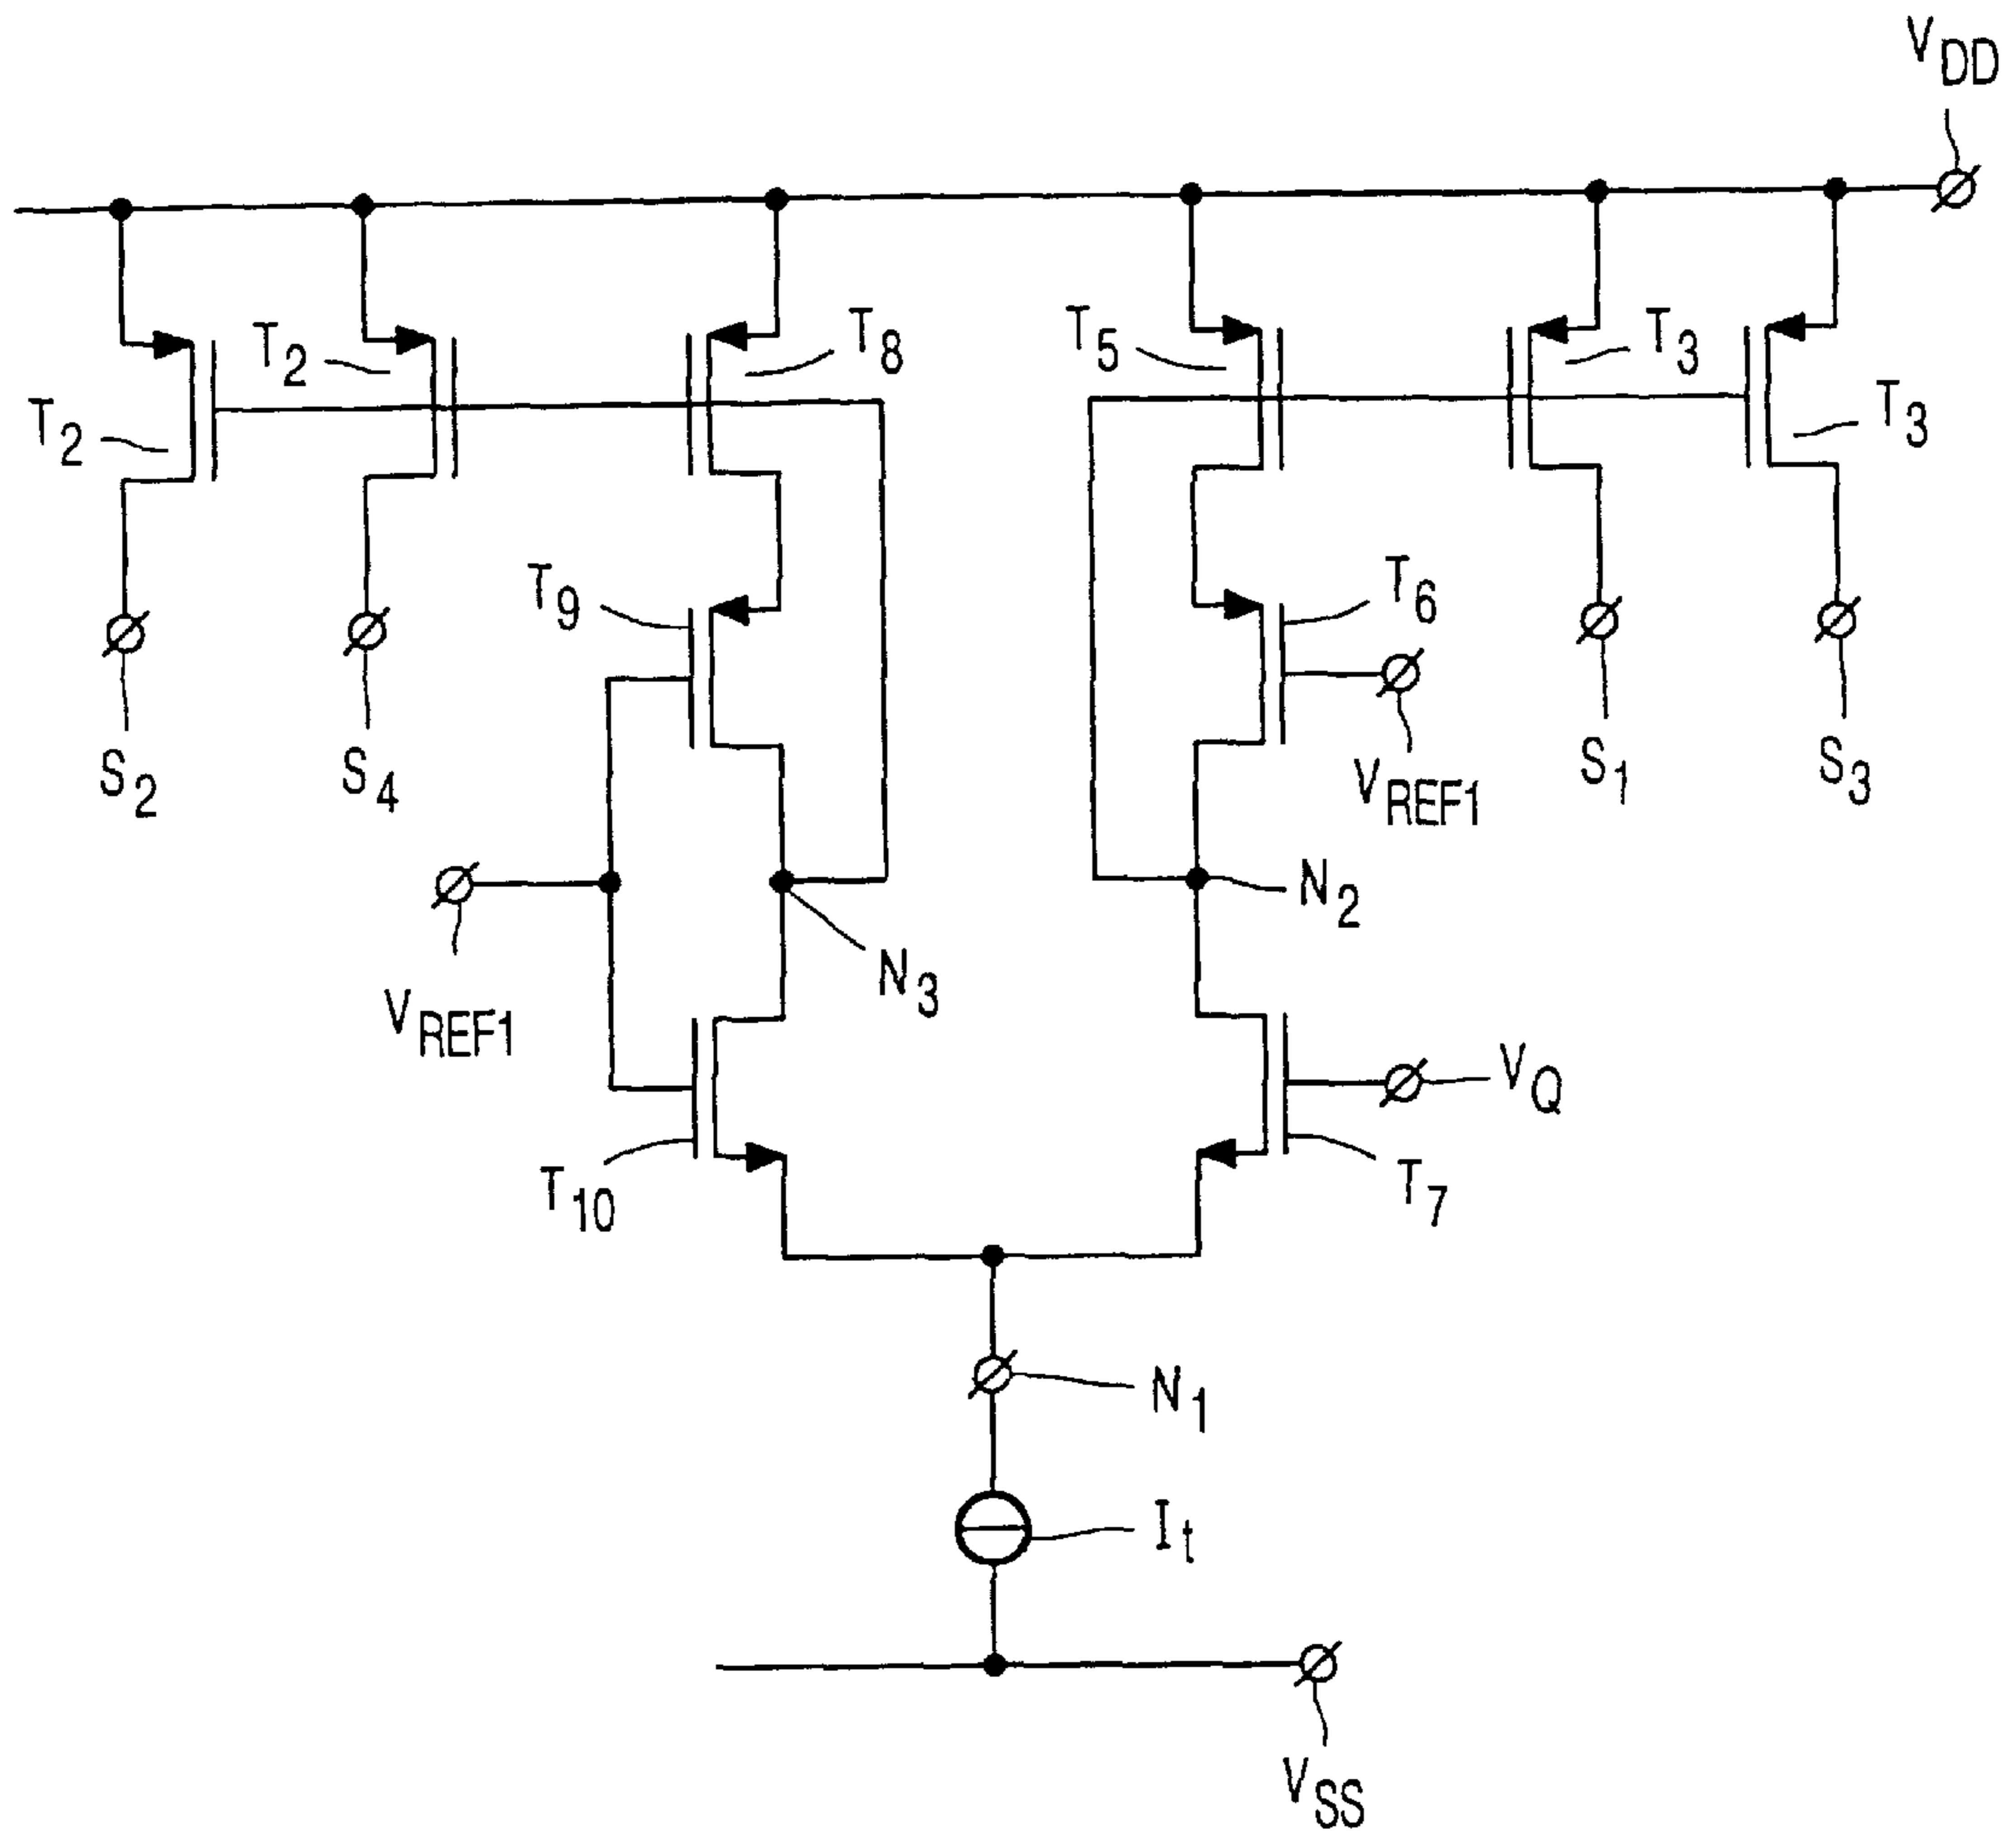 VDD
T2
T8
T5
T3
T2
T3
T9
T6
S2
S4
VREF1
S1
S3
N2
N3
VREF1
VQ
T10
T7
N1
It
VSS